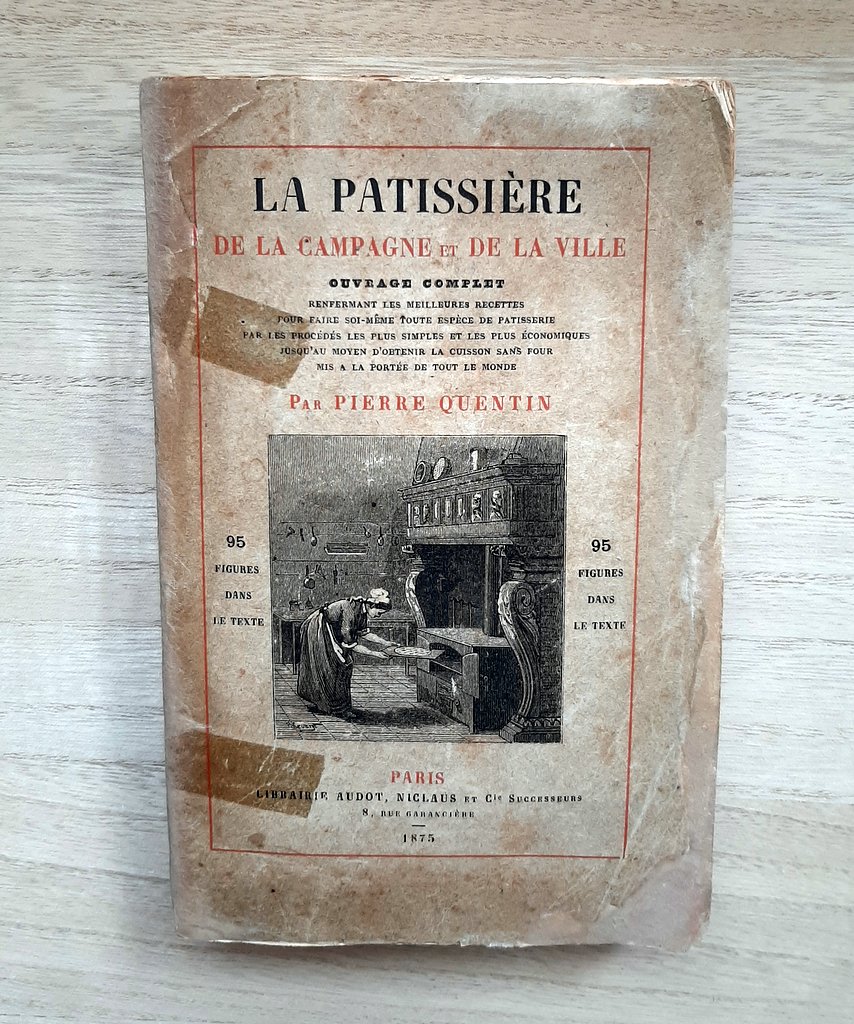 LA PATISSIÈRE
DE LA CAMPAGNE ET DE LA VILLE
OUVRAGE COMPLET
RENFERMANT LES MEILLEURES RECETTES
POUR FAIRE SOI-MÊME TOUTE ESPÈCE DE PATISSERIE
PAR LES PROCÉDÉS LES PLUS SIMPLES ET LES PLUS ÉCONOMIQUES
JUSQU'AU MOYEN D'OBTENIR LA CUISSON SANS FOUR
MIS A LA PORTÉE DE TOUT LE MONDE
PAR PIERRE QUENTIN
95
FIGURES
DANS
LE TEXTE
95
FIGURES
DANS
LE TEXTE
PARIS
LIBRAIRIE AUDOT, NICLAUS ET Cie SUCCESSEURS
8, RUE GARANCIÈRE
1875